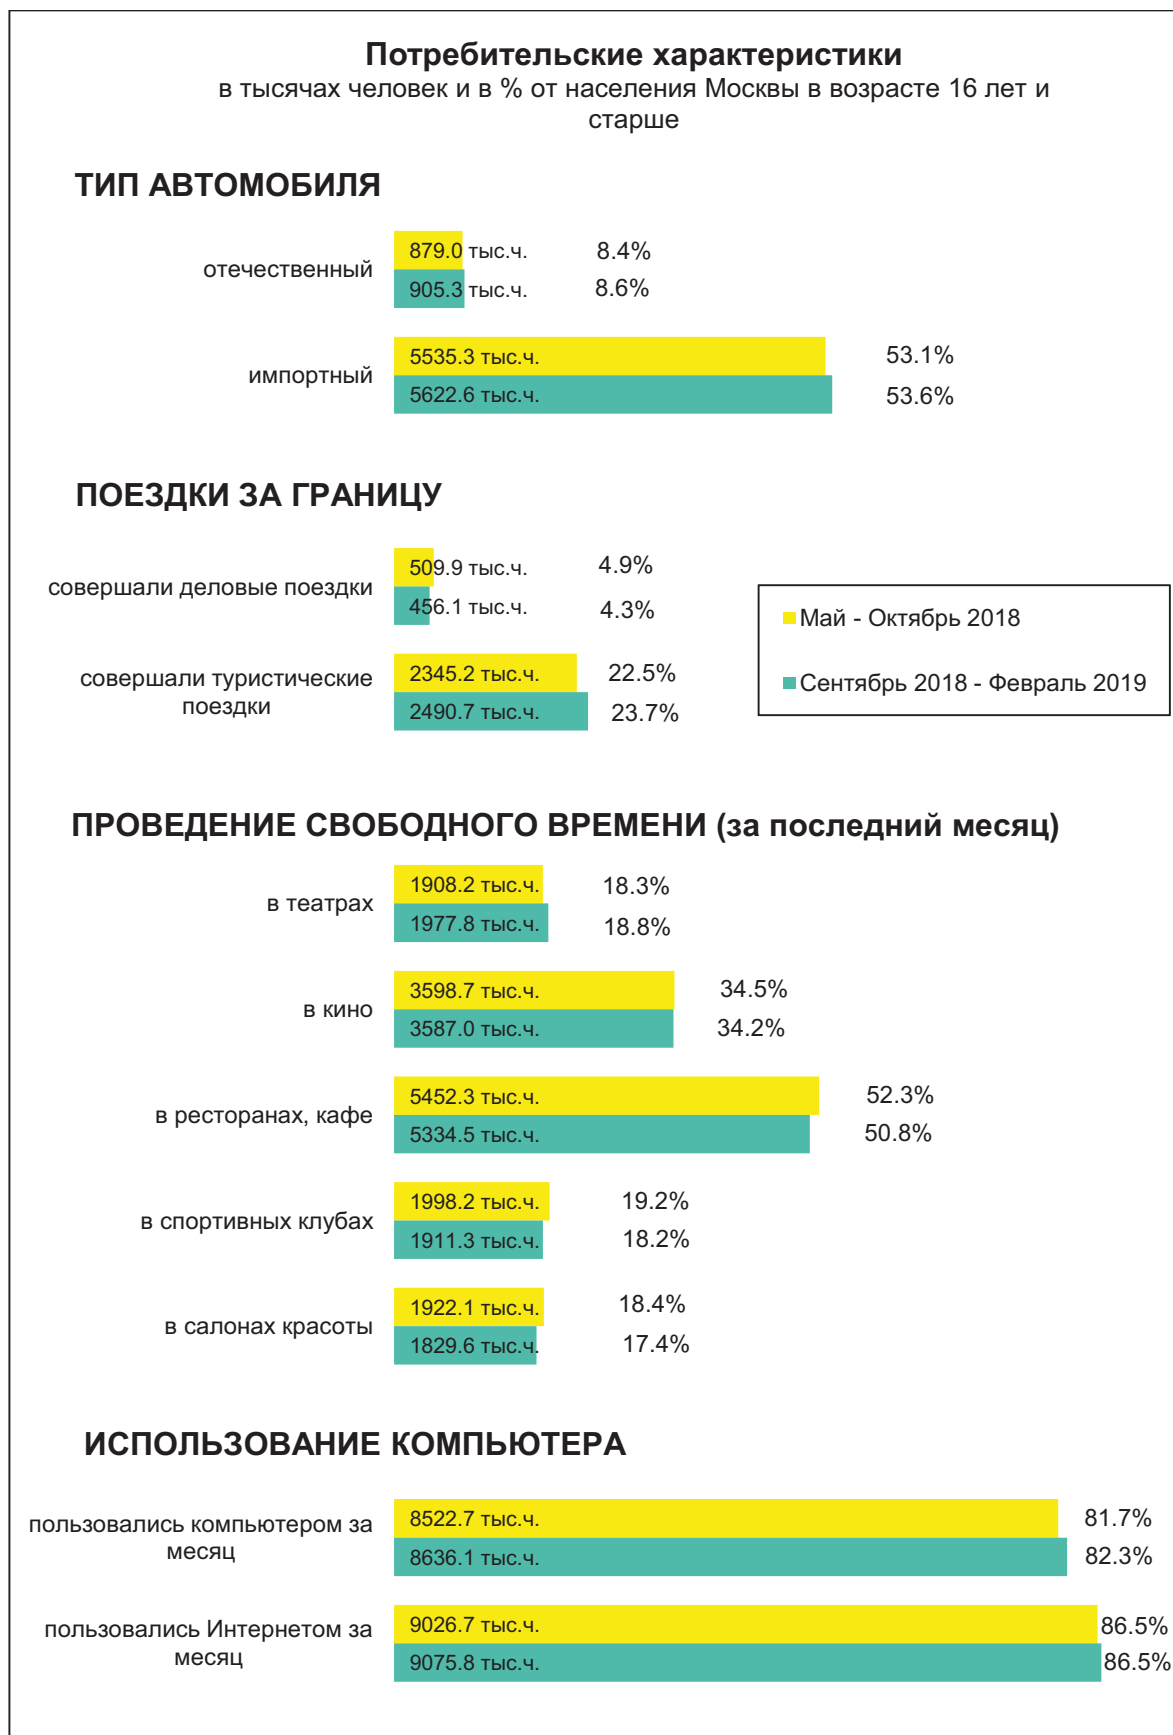 Потребительские характеристики
в тысячах человек и в % от населения Москвы в возрасте 16 лет и
старше
ТИП АВТОМОБИЛЯ
отечественный
879.0 тыс.ч. 8.4%
905.3 тыс.ч. 8.6%
импортный
5535.3 тыс.ч. 53.1%
5622.6 тыс.ч. 53.6%
ПОЕЗДКИ ЗА ГРАНИЦУ
совершали деловые поездки
509.9 тыс.ч. 4.9%
456.1 тыс.ч. 4.3%
совершали туристические
поездки
2345.2 тыс.ч. 22.5%
2490.7 тыс.ч. 23.7%
Май - Октябрь 2018
Сентябрь 2018 - Февраль 2019
ПРОВЕДЕНИЕ СВОБОДНОГО ВРЕМЕНИ (за последний месяц)
в театрах
1908.2 тыс.ч. 18.3%
1977.8 тыс.ч. 18.8%
в кино
3598.7 тыс.ч. 34.5%
3587.0 тыс.ч. 34.2%
в ресторанах, кафе
5452.3 тыс.ч. 52.3%
5334.5 тыс.ч. 50.8%
в спортивных клубах
1998.2 тыс.ч. 19.2%
1911.3 тыс.ч. 18.2%
в салонах красоты
1922.1 тыс.ч. 18.4%
1829.6 тыс.ч. 17.4%
ИСПОЛЬЗОВАНИЕ КОМПЬЮТЕРА
пользовались компьютером за
месяц
8522.7 тыс.ч. 81.7%
8636.1 тыс.ч. 82.3%
пользовались Интернетом за
месяц
9026.7 тыс.ч. 86.5%
9075.8 тыс.ч. 86.5%